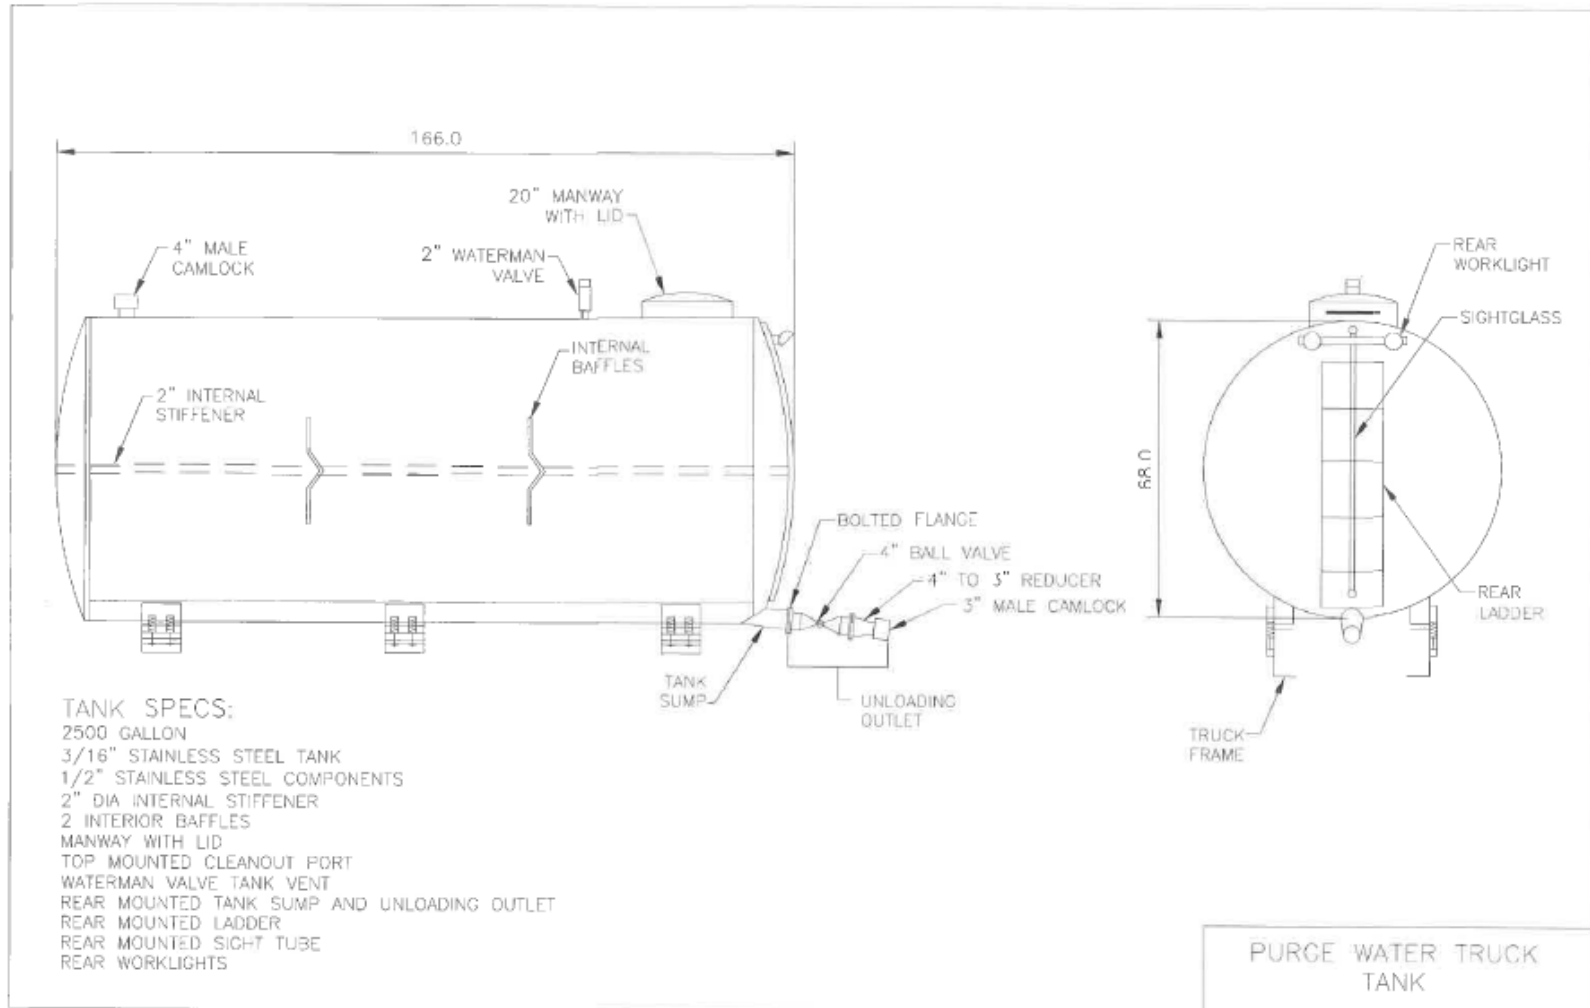 166.0
20" MANWAY
WITH LID
4" MALE
CAMLOCK
2" WATERMAN
VALVE
REAR
WORKLIGHT
SIGHTGLASS
INTERNAL
BAFFLES
2" INTERNAL
STIFFENER
68.0
BOLTED FLANGE
4" BALL VALVE
4" TO 3" REDUCER
3" MALE CAMLOCK
REAR
LADDER
TANK
SUMP
UNLOADING
OUTLET
TRUCK
FRAME
TANK SPECS:
2500 GALLON
3/16" STAINLESS STEEL TANK
1/2" STAINLESS STEEL COMPONENTS
2" DIA INTERNAL STIFFENER
2 INTERIOR BAFFLES
MANWAY WITH LID
TOP MOUNTED CLEANOUT PORT
WATERMAN VALVE TANK VENT
REAR MOUNTED TANK SUMP AND UNLOADING OUTLET
REAR MOUNTED LADDER
REAR MOUNTED SIGHT TUBE
REAR WORKLIGHTS
PURGE WATER TRUCK
TANK